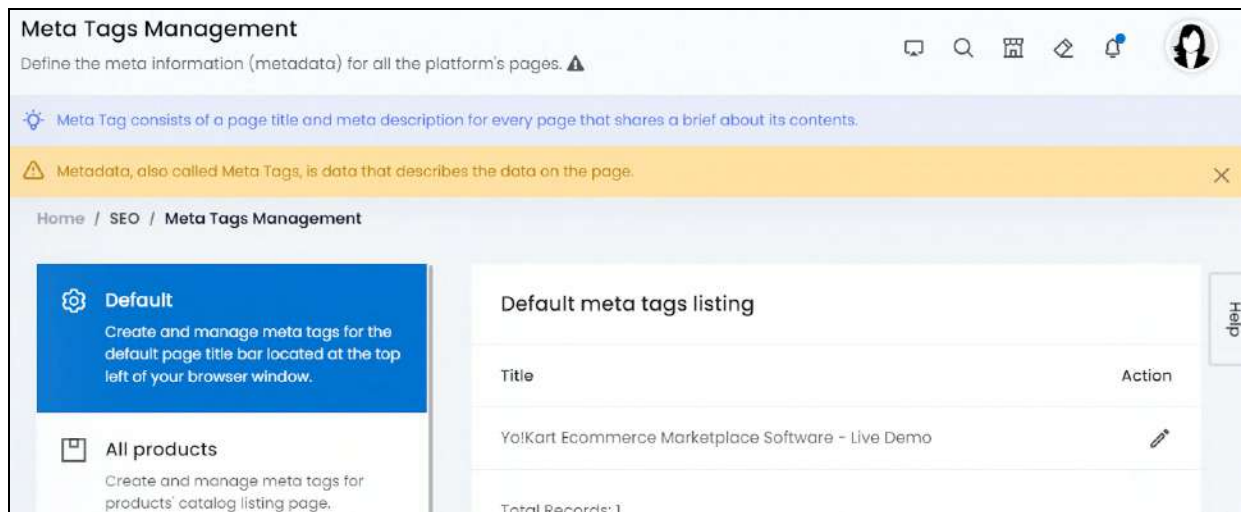 Meta Tags Management
Define the meta information (metadata) for all the platform's pages.
Meta Tag consists of a page title and meta description for every page that shares a brief about its contents.
Metadata, also called Meta Tags, is data that describes the data on the page.
Home / SEO / Meta Tags Management
Default
Create and manage meta tags for the
default page title bar located at the top
left of your browser window.
All products
Create and manage meta tags for
products' catalog listing page.
Default meta tags listing
Title Action
Yo!Kart Ecommerce Marketplace Software - Live Demo
Total Records: 1
Help